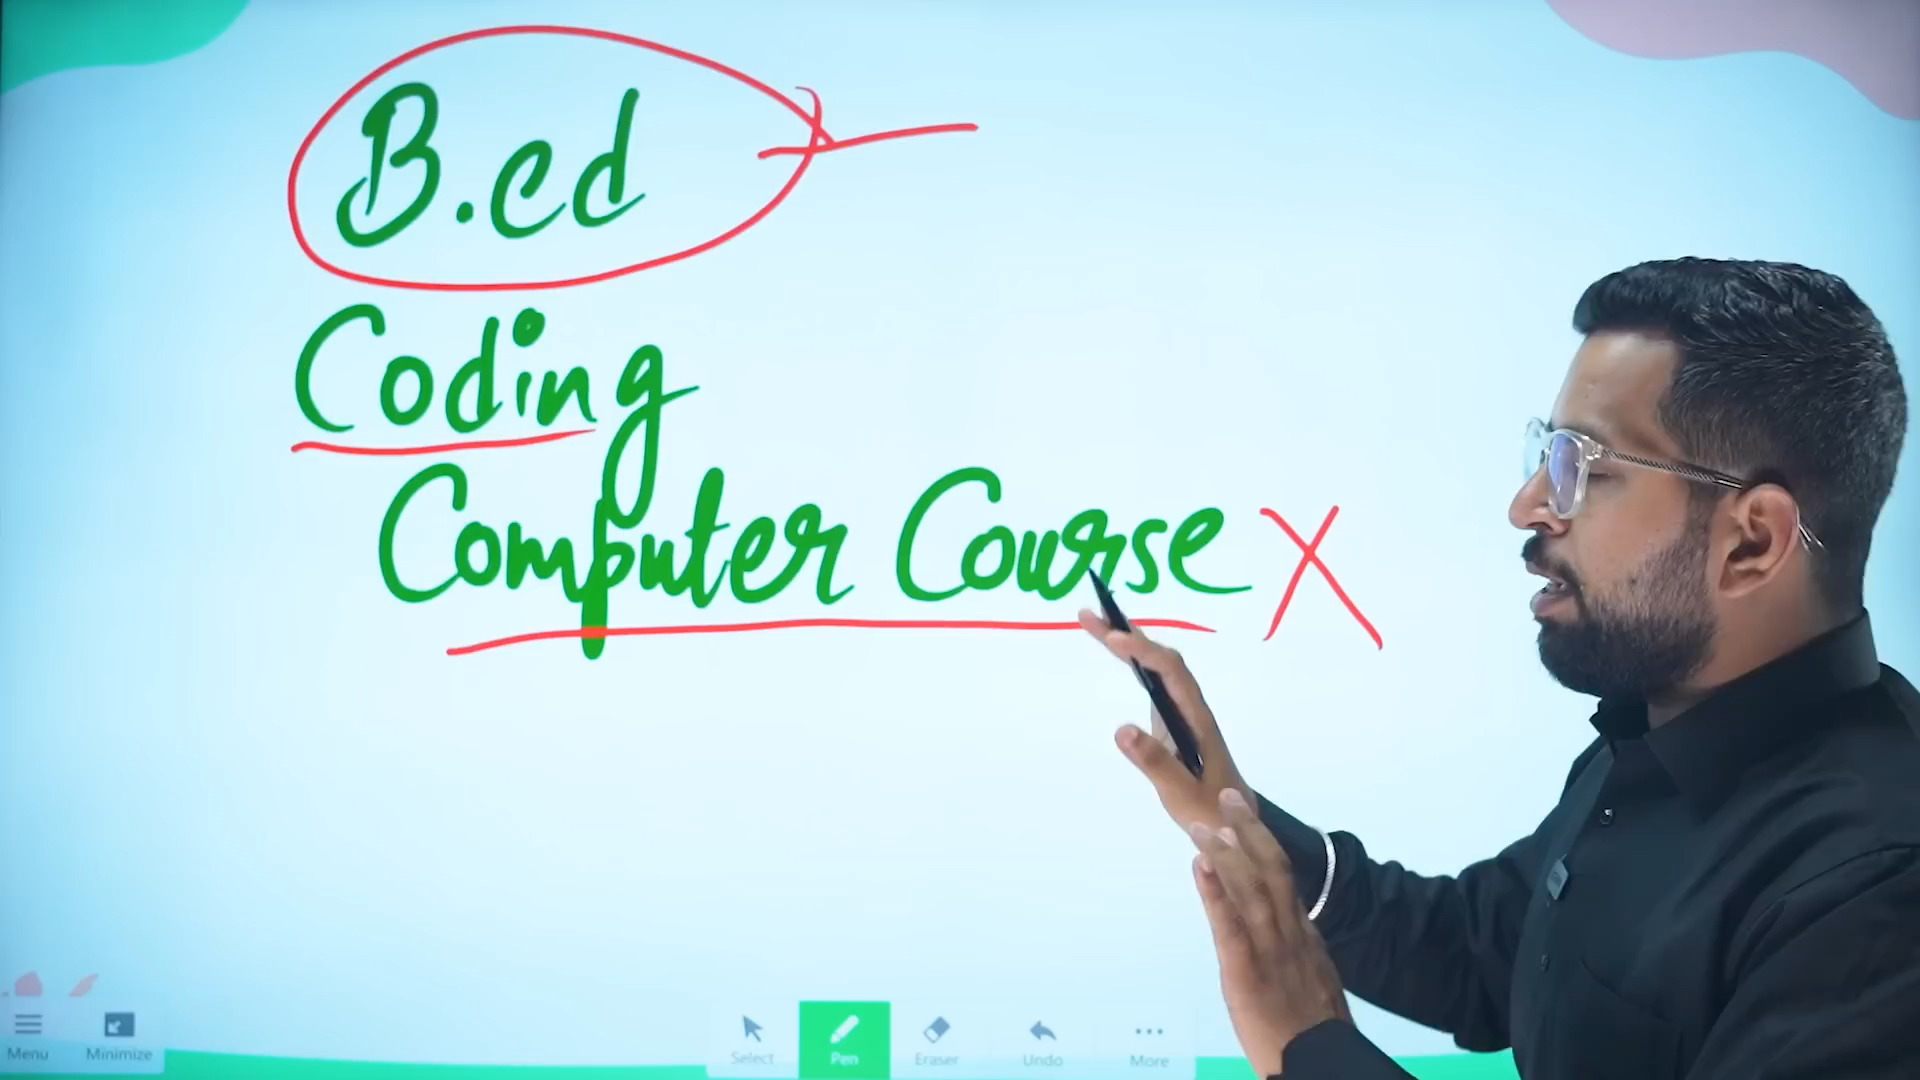 B.ed
Coding
Computer Course X
Menu
Minimize
Select
Pen
Eraser
Undo
More